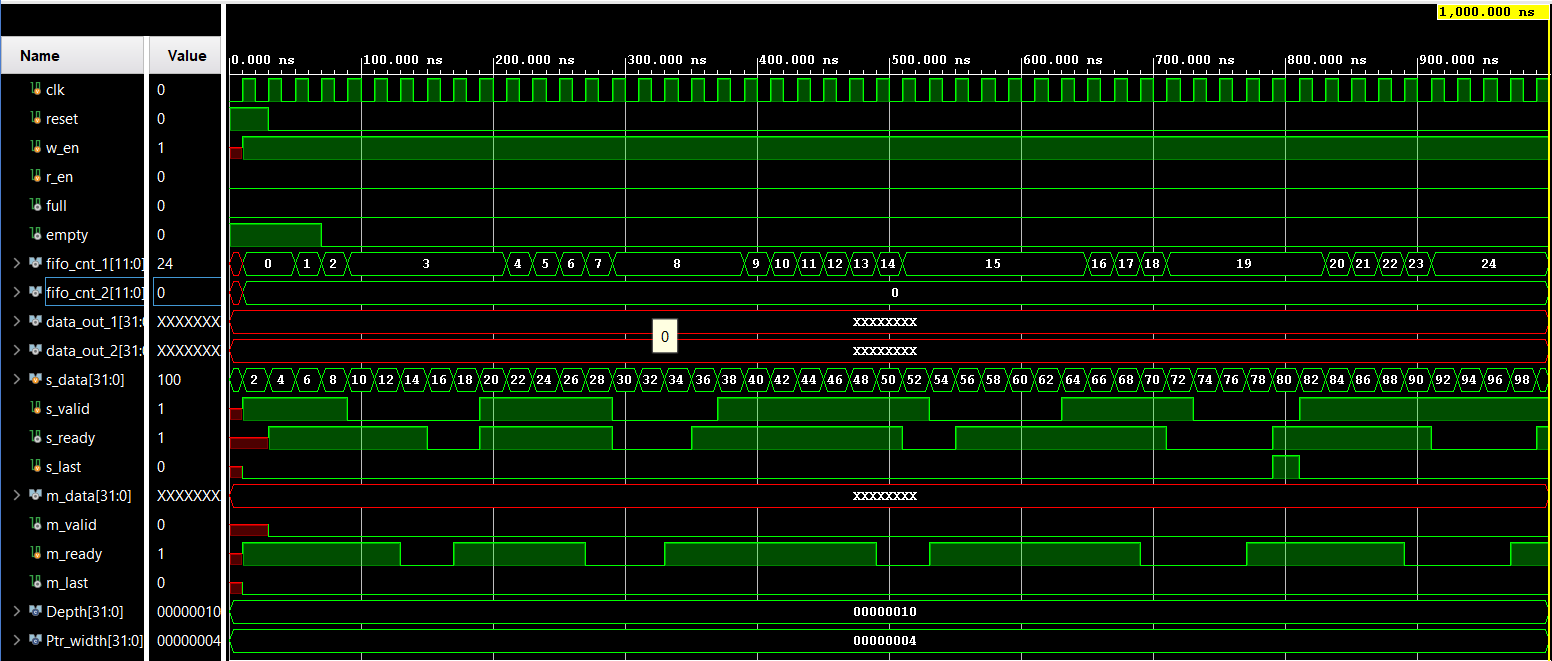 1,000.000 ns
Name Value 0.000 ns 100.000 ns 200.000 ns 300.000 ns 400.000 ns 500.000 ns 600.000 ns 700.000 ns 800.000 ns 900.000 ns
clk 0
reset 0
w_en 1
r_en 0
full 0
empty 0
fifo_cnt_1[11:0] 24 0 1 2 3 4 5 6 7 8 9 10 11 12 13 14 15 16 17 18 19 20 21 22 23 24
fifo_cnt_2[11:0] 0 0
data_out_1[31:0 XXXXXXX XXXXXXXX
0
data_out_2[31:0 XXXXXXX XXXXXXXX
s_data[31:0] 100 2 4 6 8 10 12 14 16 18 20 22 24 26 28 30 32 34 36 38 40 42 44 46 48 50 52 54 56 58 60 62 64 66 68 70 72 74 76 78 80 82 84 86 88 90 92 94 96 98
s_valid 1
s_ready 1
s_last 0
m_data[31:0] XXXXXXX XXXXXXXX
m_valid 0
m_ready 1
m_last 0
Depth[31:0] 00000010 00000010
Ptr_width[31:0] 00000004 00000004